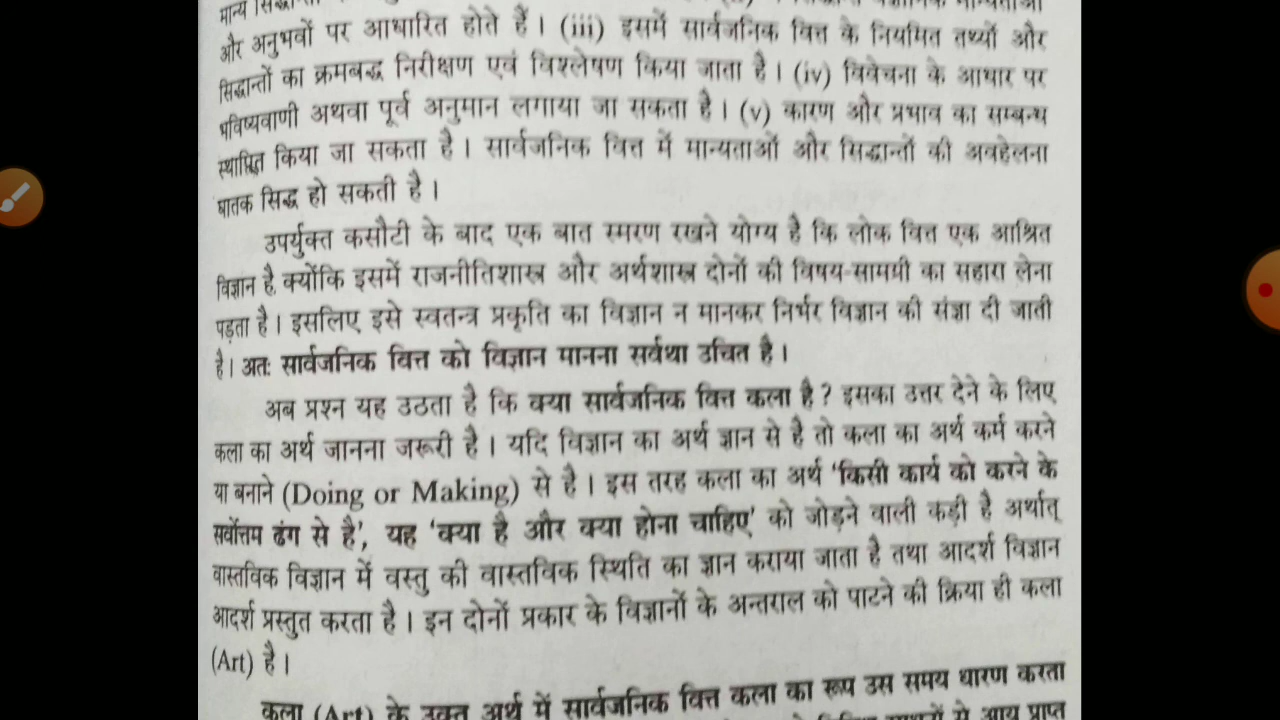 मान्य
और अनुभवों पर आधारित होते हैं। (iii) इसमें सार्वजनिक वित्त के नियमित तथ्यों और
सिद्धान्तों का क्रमबद्ध निरीक्षण एवं विश्लेषण किया जाता है। (iv) विवेचना के आधार पर
भविष्यवाणी अथवा पूर्व अनुमान लगाया जा सकता है। (v) कारण और प्रभाव का सम्बन्ध
स्थापित किया जा सकता है। सार्वजनिक वित्त में मान्यताओं और सिद्धान्तों की अवहेलना
घातक सिद्ध हो सकती है।
उपर्युक्त कसौटी के बाद एक बात स्मरण रखने योग्य है कि लोक वित्त एक आश्रित
विज्ञान है, क्योंकि इसमें राजनीतिशास्त्र और अर्थशास्त्र दोनों की विषय-सामग्री का सहारा लेना
पड़ता है। इसलिए इसे स्वतन्त्र प्रकृति का विज्ञान न मानकर निर्भर विज्ञान की संज्ञा दी जाती
है। अतः सार्वजनिक वित्त को विज्ञान मानना सर्वथा उचित है।
अब प्रश्न यह उठता है कि क्या सार्वजनिक वित्त कला है? इसका उत्तर देने के लिए
कला का अर्थ जानना जरूरी है। यदि विज्ञान का अर्थ ज्ञान से है तो कला का अर्थ कर्म करने
या बनाने (Doing or Making) से है। इस तरह कला का अर्थ ‘किसी कार्य को करने के
सर्वोत्तम ढंग से है’, यह ‘क्या है और क्या होना चाहिए’ को जोड़ने वाली कड़ी है अर्थात्
वास्तविक विज्ञान में वस्तु की वास्तविक स्थिति का ज्ञान कराया जाता है तथा आदर्श विज्ञान
आदर्श प्रस्तुत करता है। इन दोनों प्रकार के विज्ञानों के अन्तराल को पाटने की क्रिया ही कला
(Art) है।
कला (Art) के उक्त अर्थ में सार्वजनिक वित्त कला का रूप उस समय धारण करता
से आय प्राप्त